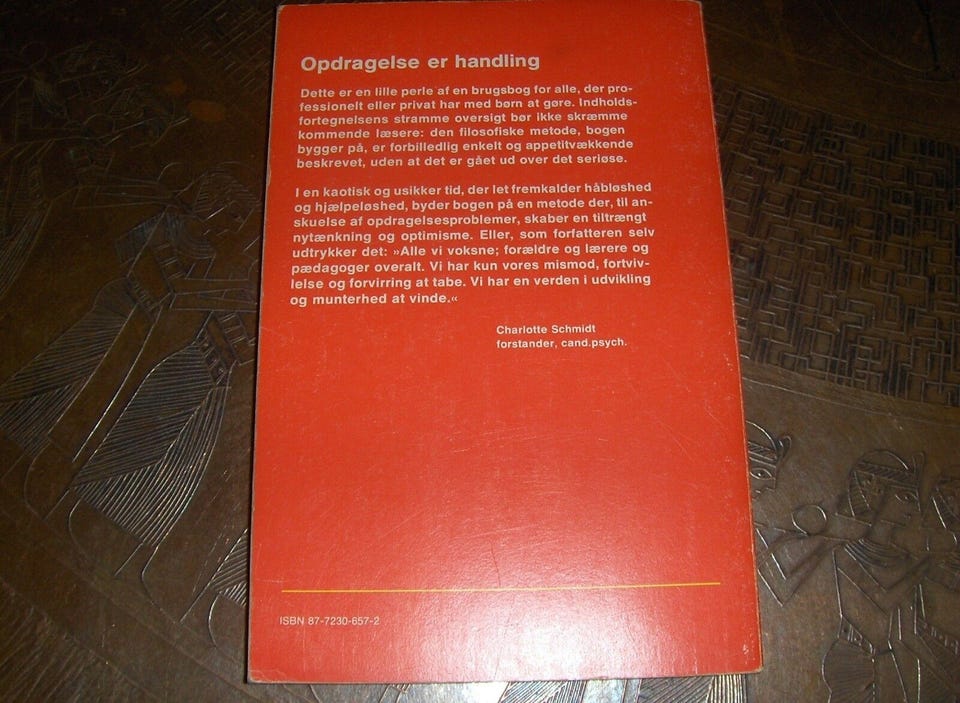 Opdragelse er handling
Dette er en lille perle af en brugsbog for alle, der pro-
fessionelt eller privat har med børn at gøre. Indholds-
fortegnelsens stramme oversigt bør ikke skræmme
kommende læsere: den filosofiske metode, bogen
bygger på, er forbilledlig enkelt og appetitvækkende
beskrevet, uden at det er gået ud over det seriøse.
I en kaotisk og usikker tid, der let fremkalder håbløshed
og hjælpeløshed, byder bogen på en metode der, til an-
skuelse af opdragelsesproblemer, skaber en tiltrængt
nytænkning og optimisme. Eller, som forfatteren selv
udtrykker det: »Alle vi voksne; forældre og lærere og
pædagoger overalt. Vi har kun vores mismod, fortviv-
lelse og forvirring at tabe. Vi har en verden i udvikling
og munterhed at vinde.«
Charlotte Schmidt
forstander, cand.psych.
ISBN 87-7230-657-2